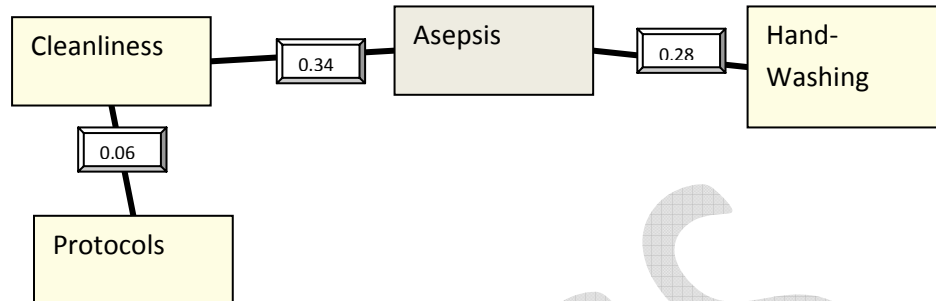 Cleanliness
0.34
Asepsis
0.28
Hand-
Washing
0.06
Protocols